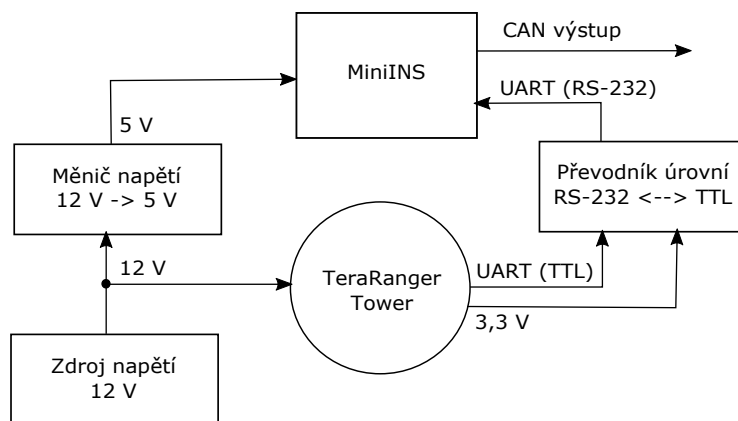 CAN výstup
MiniINS
UART (RS-232)
5 V
Měnič napětí
12 V -> 5 V
Převodník úrovní
RS-232 <--> TTL
12 V
TeraRanger
Tower
UART (TTL)
3,3 V
Zdroj napětí
12 V